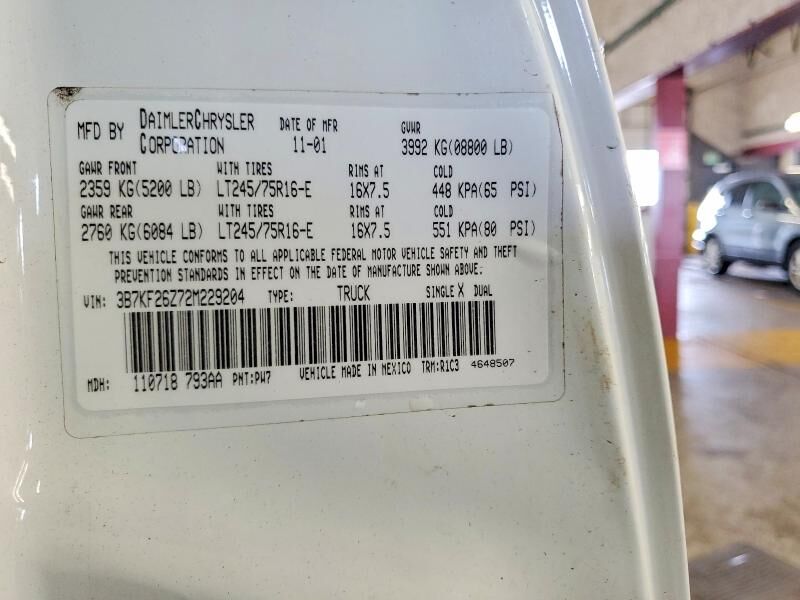 MFD BY DAIMLERCHRYSLER CORPORATION DATE OF MFR 11-01 GVWR 3992 KG(08800 LB)
GAWR FRONT WITH TIRES RIMS AT COLD
2359 KG(5200 LB) LT245/75R16-E 16X7.5 448 KPA(65 PSI)
GAWR REAR WITH TIRES RIMS AT COLD
2760 KG(6084 LB) LT245/75R16-E 16X7.5 551 KPA(80 PSI)
THIS VEHICLE CONFORMS TO ALL APPLICABLE FEDERAL MOTOR VEHICLE SAFETY AND THEFT
PREVENTION STANDARDS IN EFFECT ON THE DATE OF MANUFACTURE SHOWN ABOVE.
VIN: 3B7KF26Z72M229204 TYPE: TRUCK SINGLE X DUAL
MDH: 110718 793AA PNT:PW7 VEHICLE MADE IN MEXICO TRM:R1C3 4648507